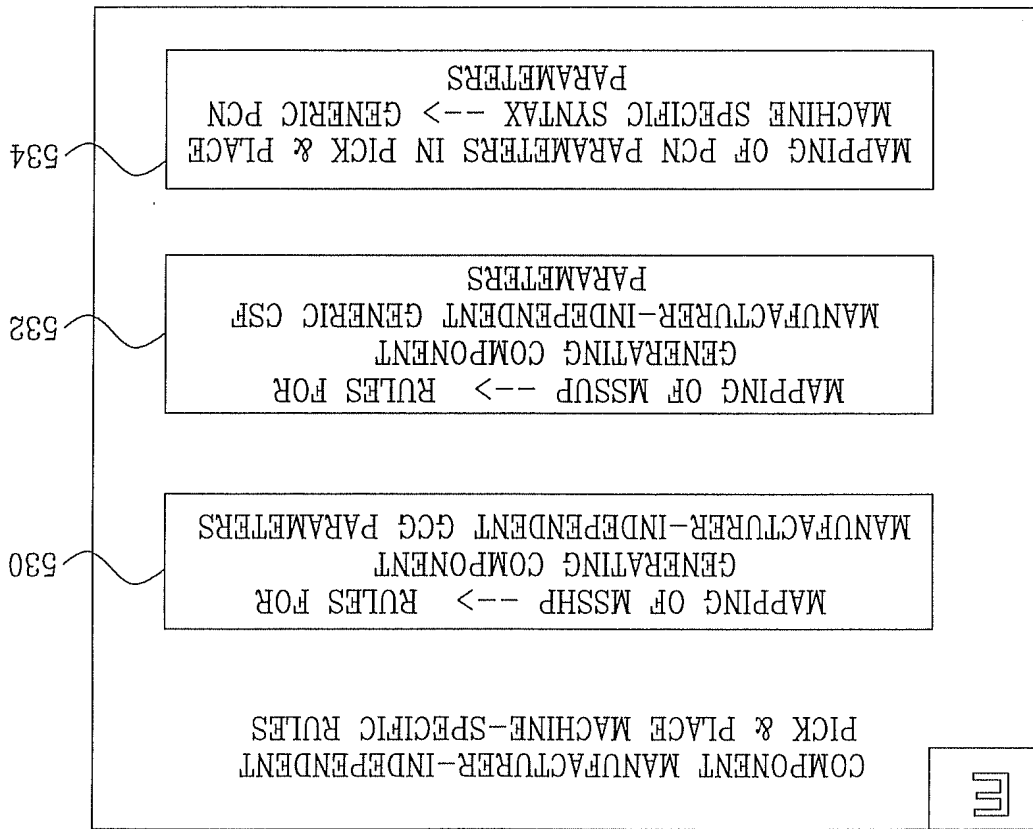 E
COMPONENT MANUFACTURER-INDEPENDENT
PICK & PLACE MACHINE-SPECIFIC RULES
MAPPING OF MSSHP --> RULES FOR
GENERATING COMPONENT
MANUFACTURER-INDEPENDENT GCG PARAMETERS
530
MAPPING OF MSSUP --> RULES FOR
GENERATING COMPONENT
MANUFACTURER-INDEPENDENT GENERIC CSF
PARAMETERS
532
MAPPING OF PCN PARAMETERS IN PICK & PLACE
MACHINE SPECIFIC SYNTAX --> GENERIC PCN
PARAMETERS
534